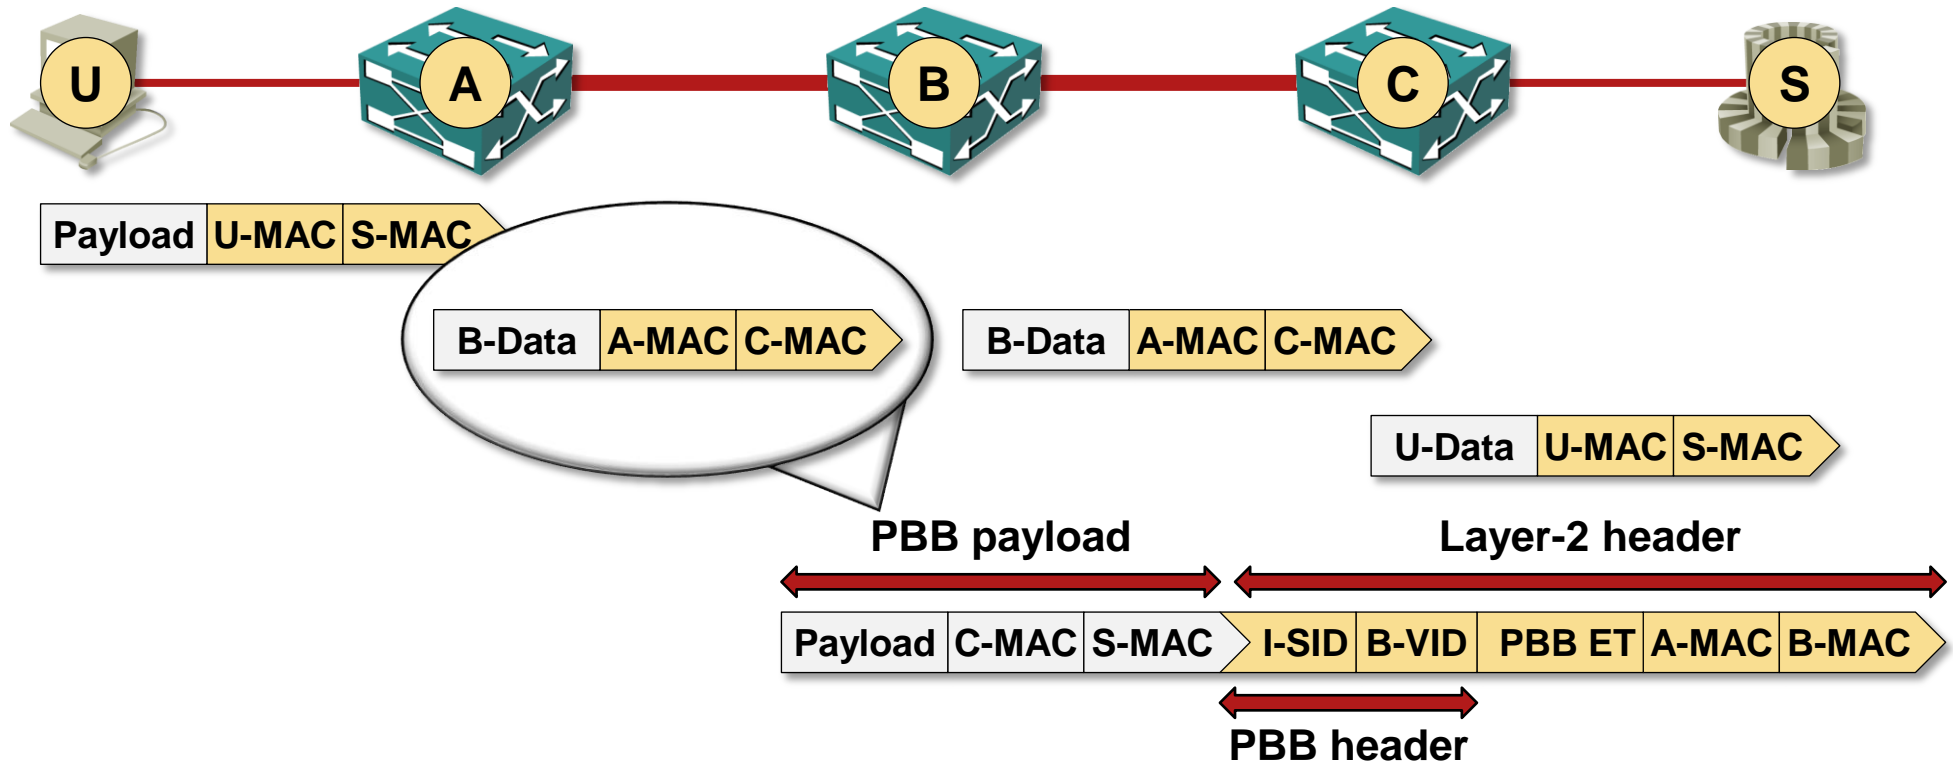 U A B C S
Payload U-MAC S-MAC
B-Data A-MAC C-MAC B-Data A-MAC C-MAC
U-Data U-MAC S-MAC
PBB payload Layer-2 header
Payload C-MAC S-MAC I-SID B-VID PBB ET A-MAC B-MAC
PBB header